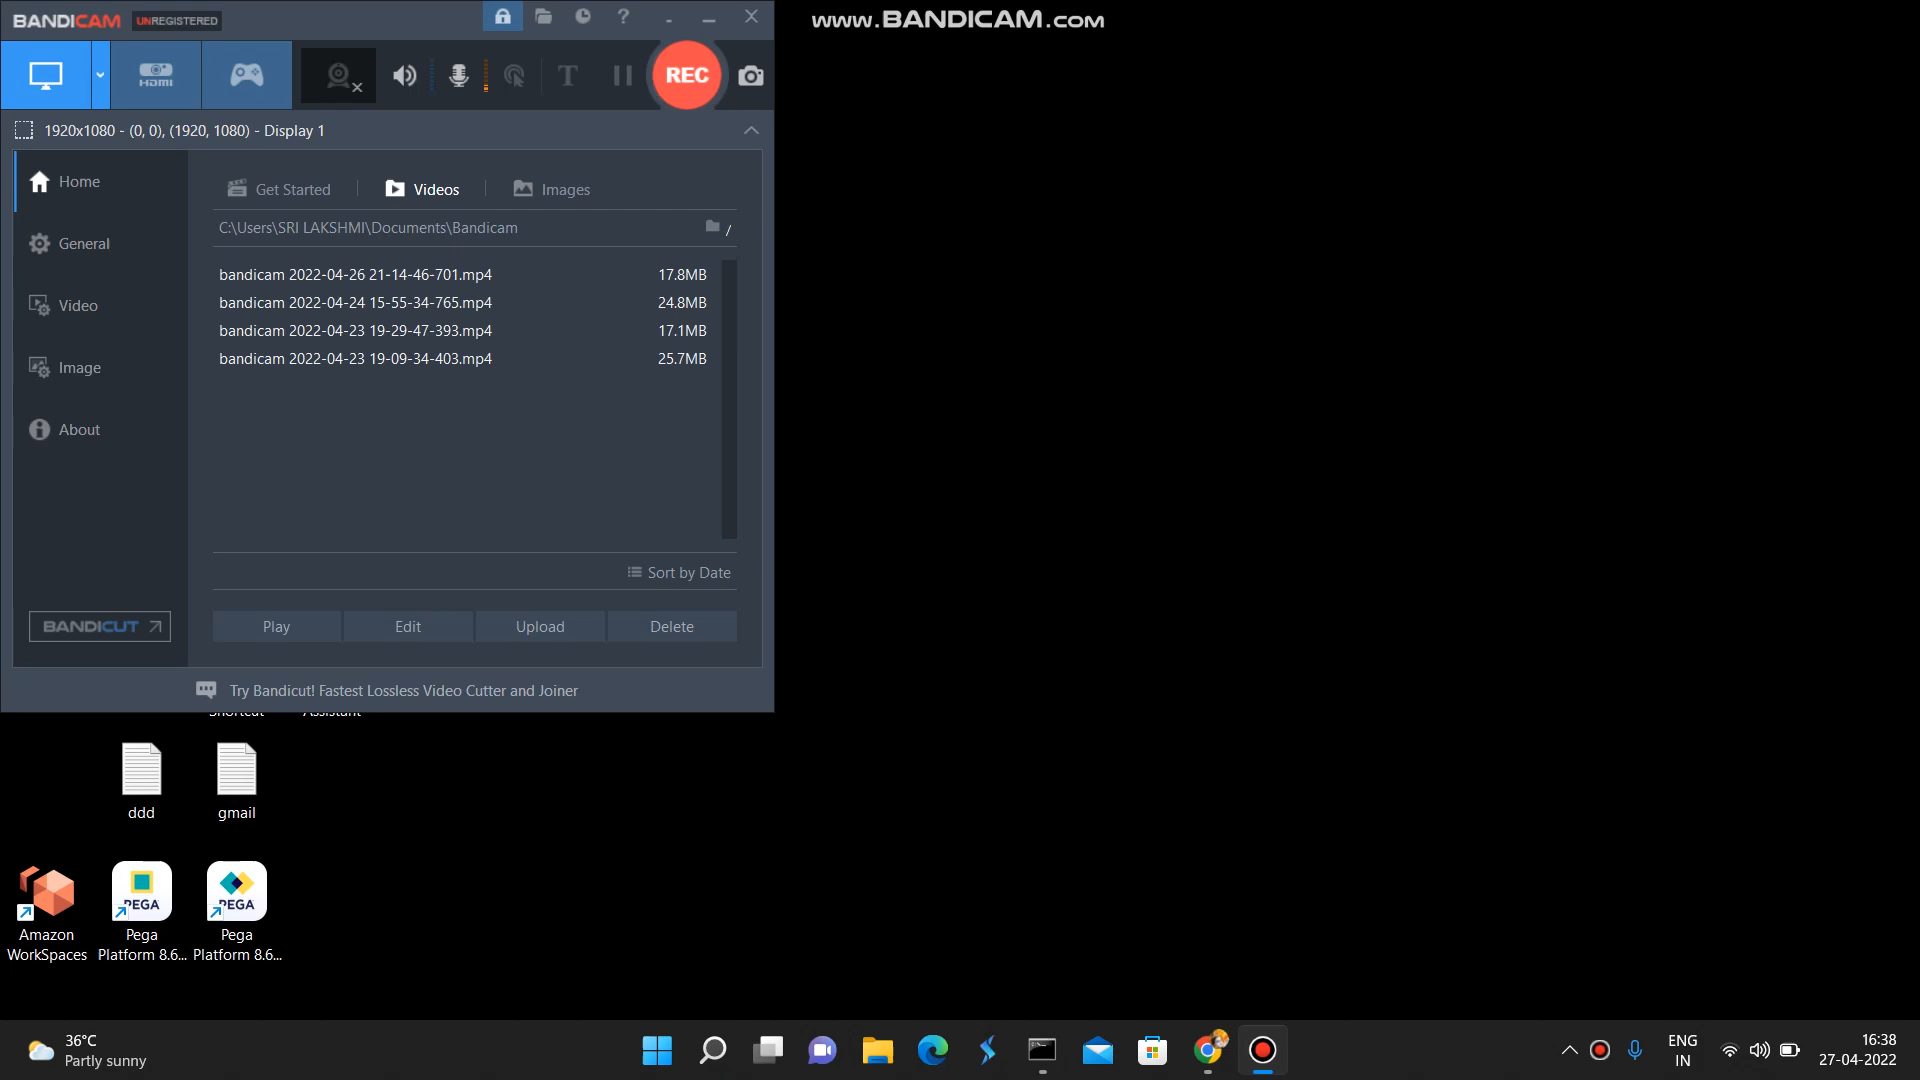 BANDICAM UNREGISTERED
www.BANDICAM.com
HDMI
T
REC
1920x1080 - (0, 0), (1920, 1080) - Display 1
Home
General
Video
Image
About
BANDICUT
Get Started
Videos
Images
C:\Users\SRI LAKSHMI\Documents\Bandicam
/
bandicam 2022-04-26 21-14-46-701.mp4 17.8MB
bandicam 2022-04-24 15-55-34-765.mp4 24.8MB
bandicam 2022-04-23 19-29-47-393.mp4 17.1MB
bandicam 2022-04-23 19-09-34-403.mp4 25.7MB
Sort by Date
Play Edit Upload Delete
Try Bandicut! Fastest Lossless Video Cutter and Joiner
Shortcut
Assistant
ddd
gmail
PEGA
PEGA
Amazon
WorkSpaces
Pega
Platform 8.6...
Pega
Platform 8.6...
36°C
Partly sunny
ENG
IN
16:38
27-04-2022